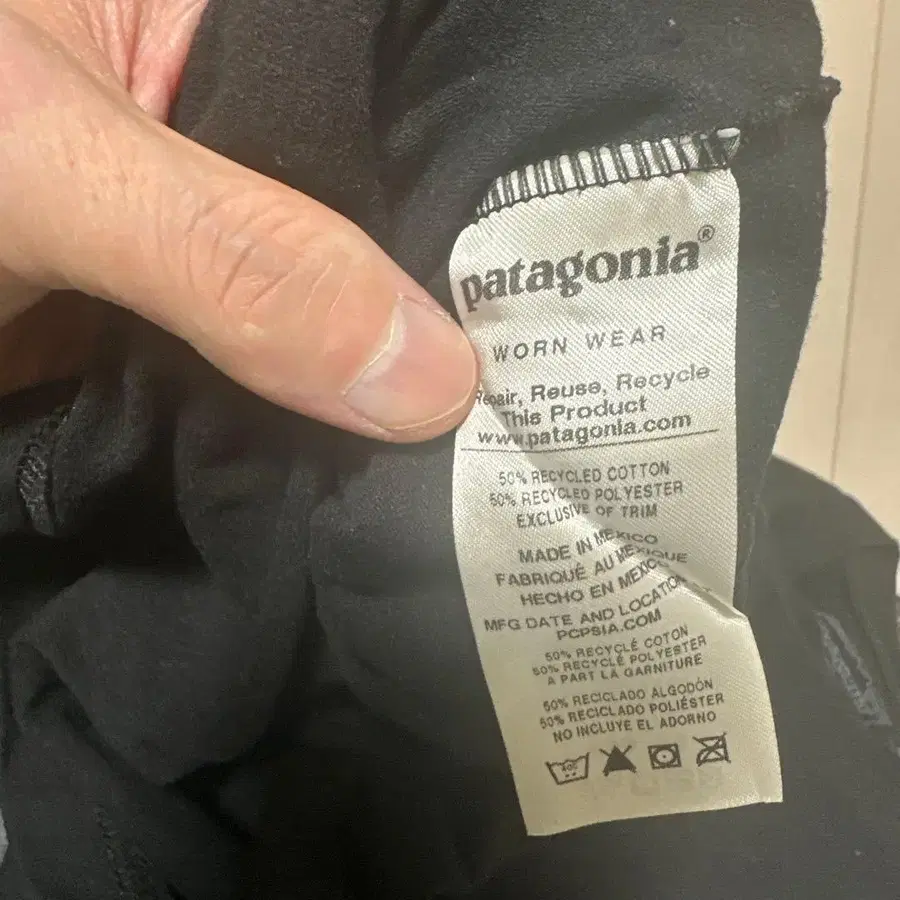 patagonia®
WORN WEAR
Repair, Reuse, Recycle
This Product
www.patagonia.com
50% RECYCLED COTTON
50% RECYCLED POLYESTER
EXCLUSIVE OF TRIM
MADE IN MEXICO
FABRIQUÉ AU MEXIQUE
HECHO EN MEXICO
MFG DATE AND LOCATION
PCPSIA.COM
50% RECYCLÉ COTON
50% RECYCLÉ POLYESTER
A PART LA GARNITURE
50% RECICLADO ALGODÓN
50% RECICLADO POLIÉSTER
NO INCLUYE EL ADORNO